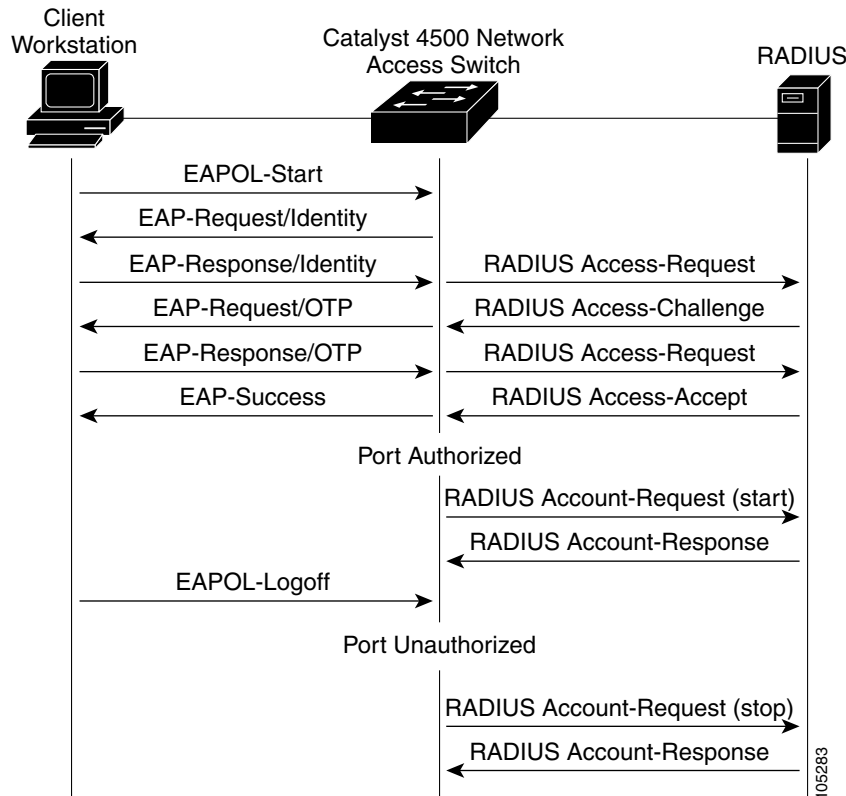 Client
Workstation
Catalyst 4500 Network
Access Switch
RADIUS
EAPOL-Start
EAP-Request/Identity
EAP-Response/Identity
RADIUS Access-Request
EAP-Request/OTP
RADIUS Access-Challenge
EAP-Response/OTP
RADIUS Access-Request
EAP-Success
RADIUS Access-Accept
Port Authorized
RADIUS Account-Request (start)
RADIUS Account-Response
EAPOL-Logoff
Port Unauthorized
RADIUS Account-Request (stop)
RADIUS Account-Response
105283